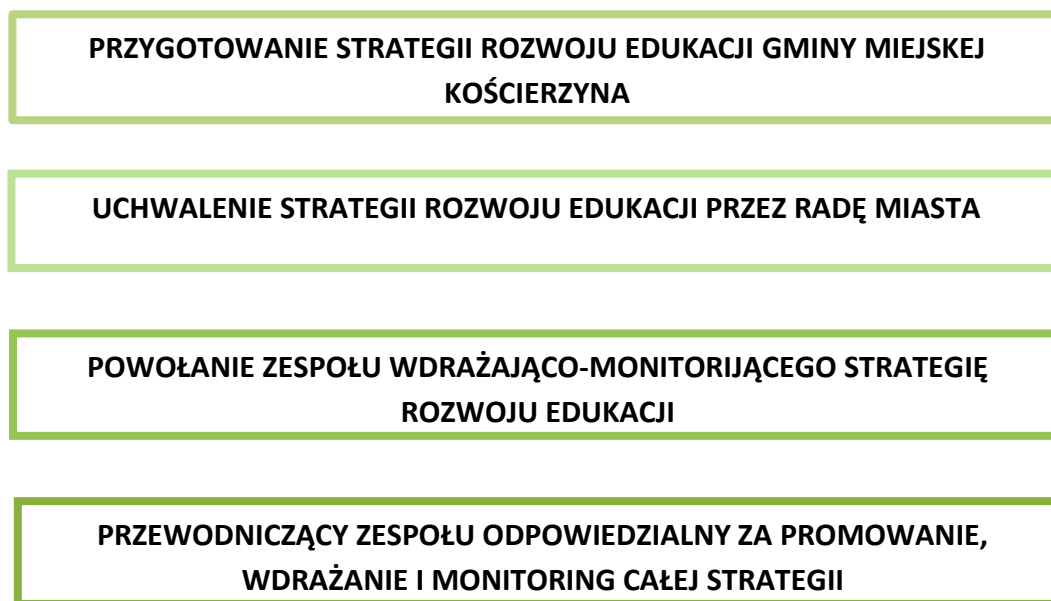 PRZYGOTOWANIE STRATEGII ROZWOJU EDUKACJI GMINY MIEJSKEJ
KOŚCIERZYNA
UCHWALENIE STRATEGII ROZWOJU EDUKACJI PRZEZ RADĘ MIASTA
POWOŁANIE ZESPOŁU WDRAŻAJĄCO-MONITORIJĄCEGO STRATEGIĘ
ROZWOJU EDUKACJI
PRZEWODNICZĄCY ZESPOŁU ODPOWIEDZIALNY ZA PROMOWANIE,
WDRAŻANIE I MONITORING CAŁEJ STRATEGII